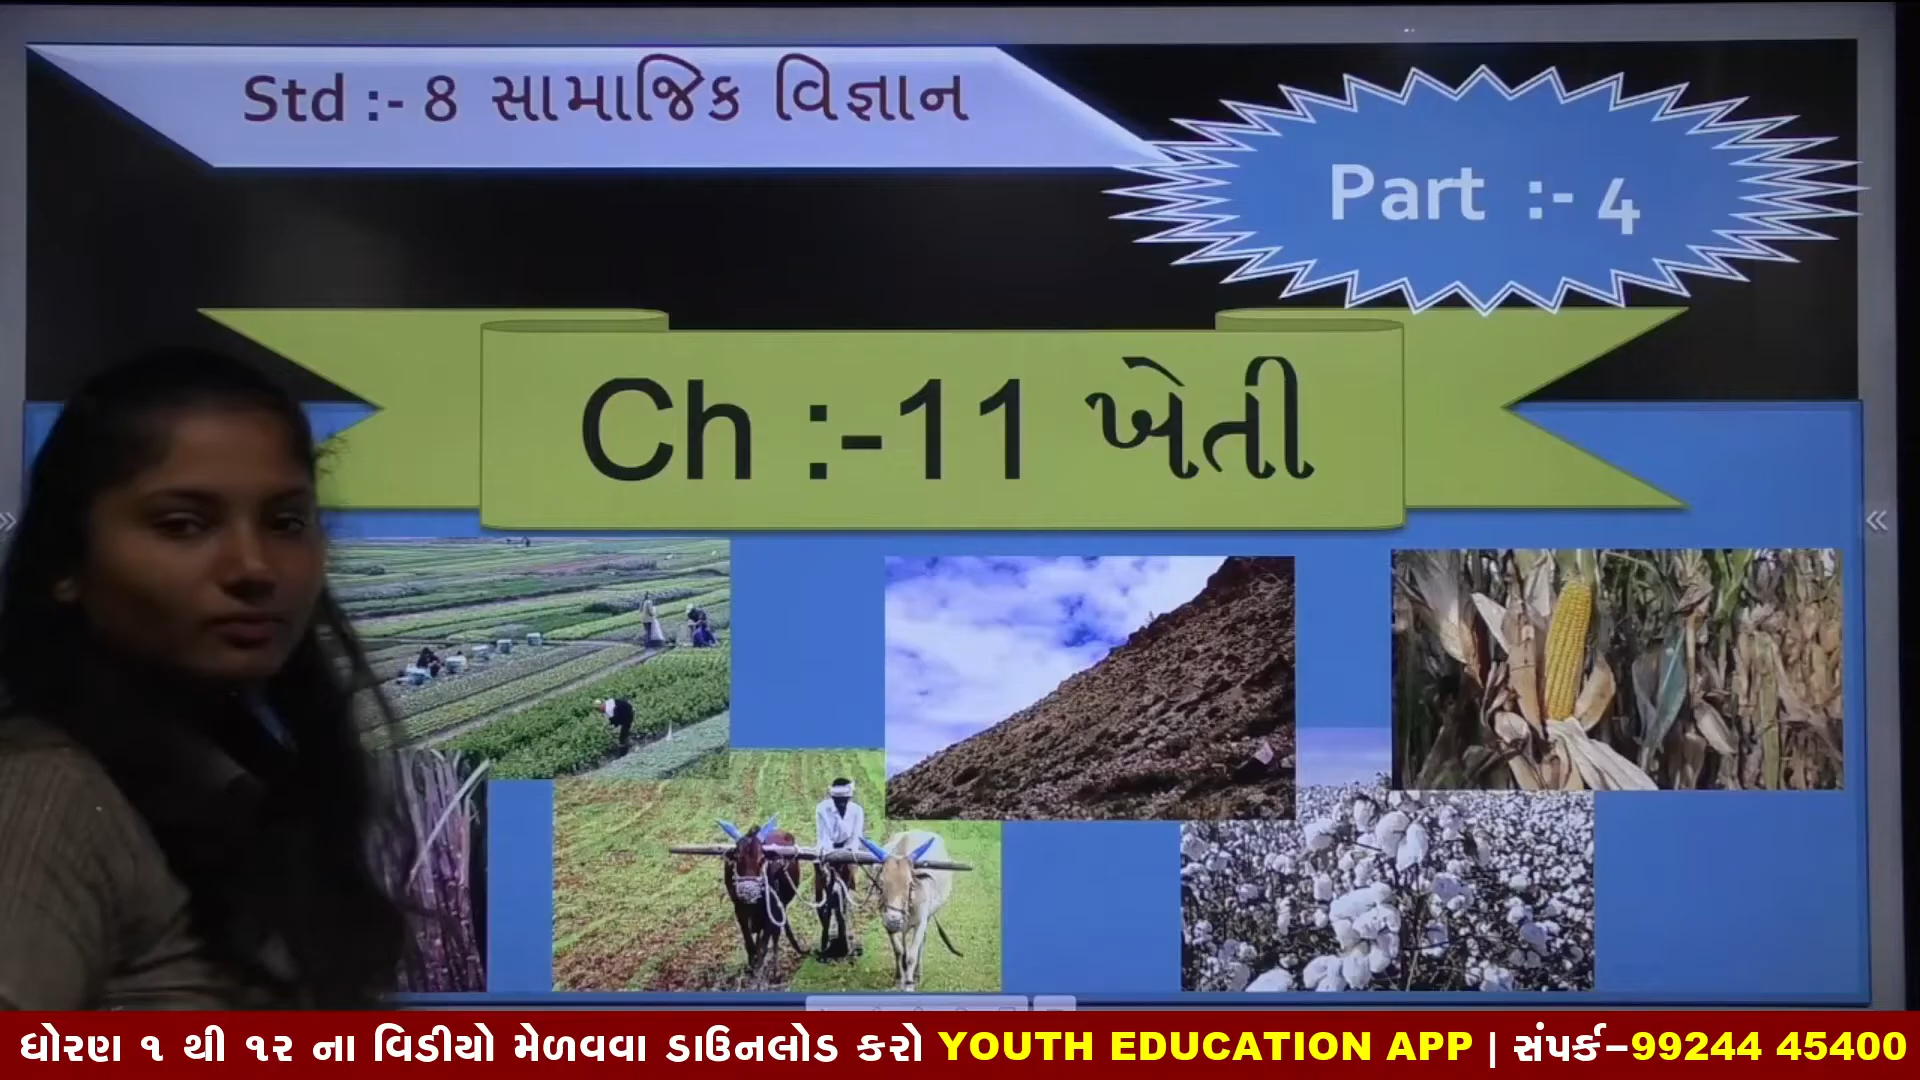 Std :- 8 સામાજિક વિજ્ઞાન
Part :- 4
Ch :-11 ખેતી
ધોરણ ૧ થી ૧૨ ના વિડીયો મેળવવા ડાઉનલોડ કરો YOUTH EDUCATION APP | સંપર્ક–99244 45400